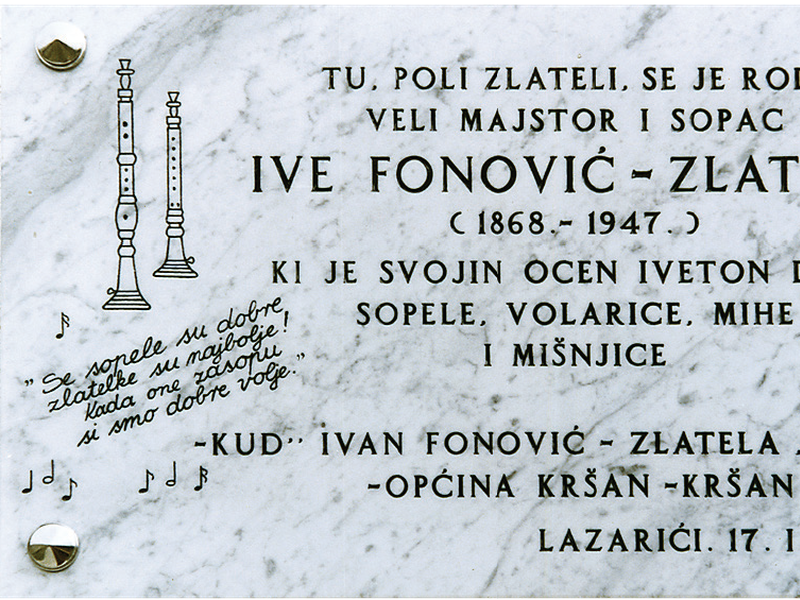 TU, POLI ZLATELI, SE JE ROD
VELI MAJSTOR I SOPAC
IVE FONOVIĆ - ZLAT
(1868.- 1947.)
KI JE SVOJIN OCEN IVETON D
SOPELE, VOLARICE, MIHE
I MIŠNJICE
„Se sopele su dobre
zlatelke su najbolje!
Kada one zasopu
si smo dobre volje."
-KUD" IVAN FONOVIĆ - ZLATELA
-OPĆINA KRŠAN -KRŠAN
LAZARIĆI. 17. 1